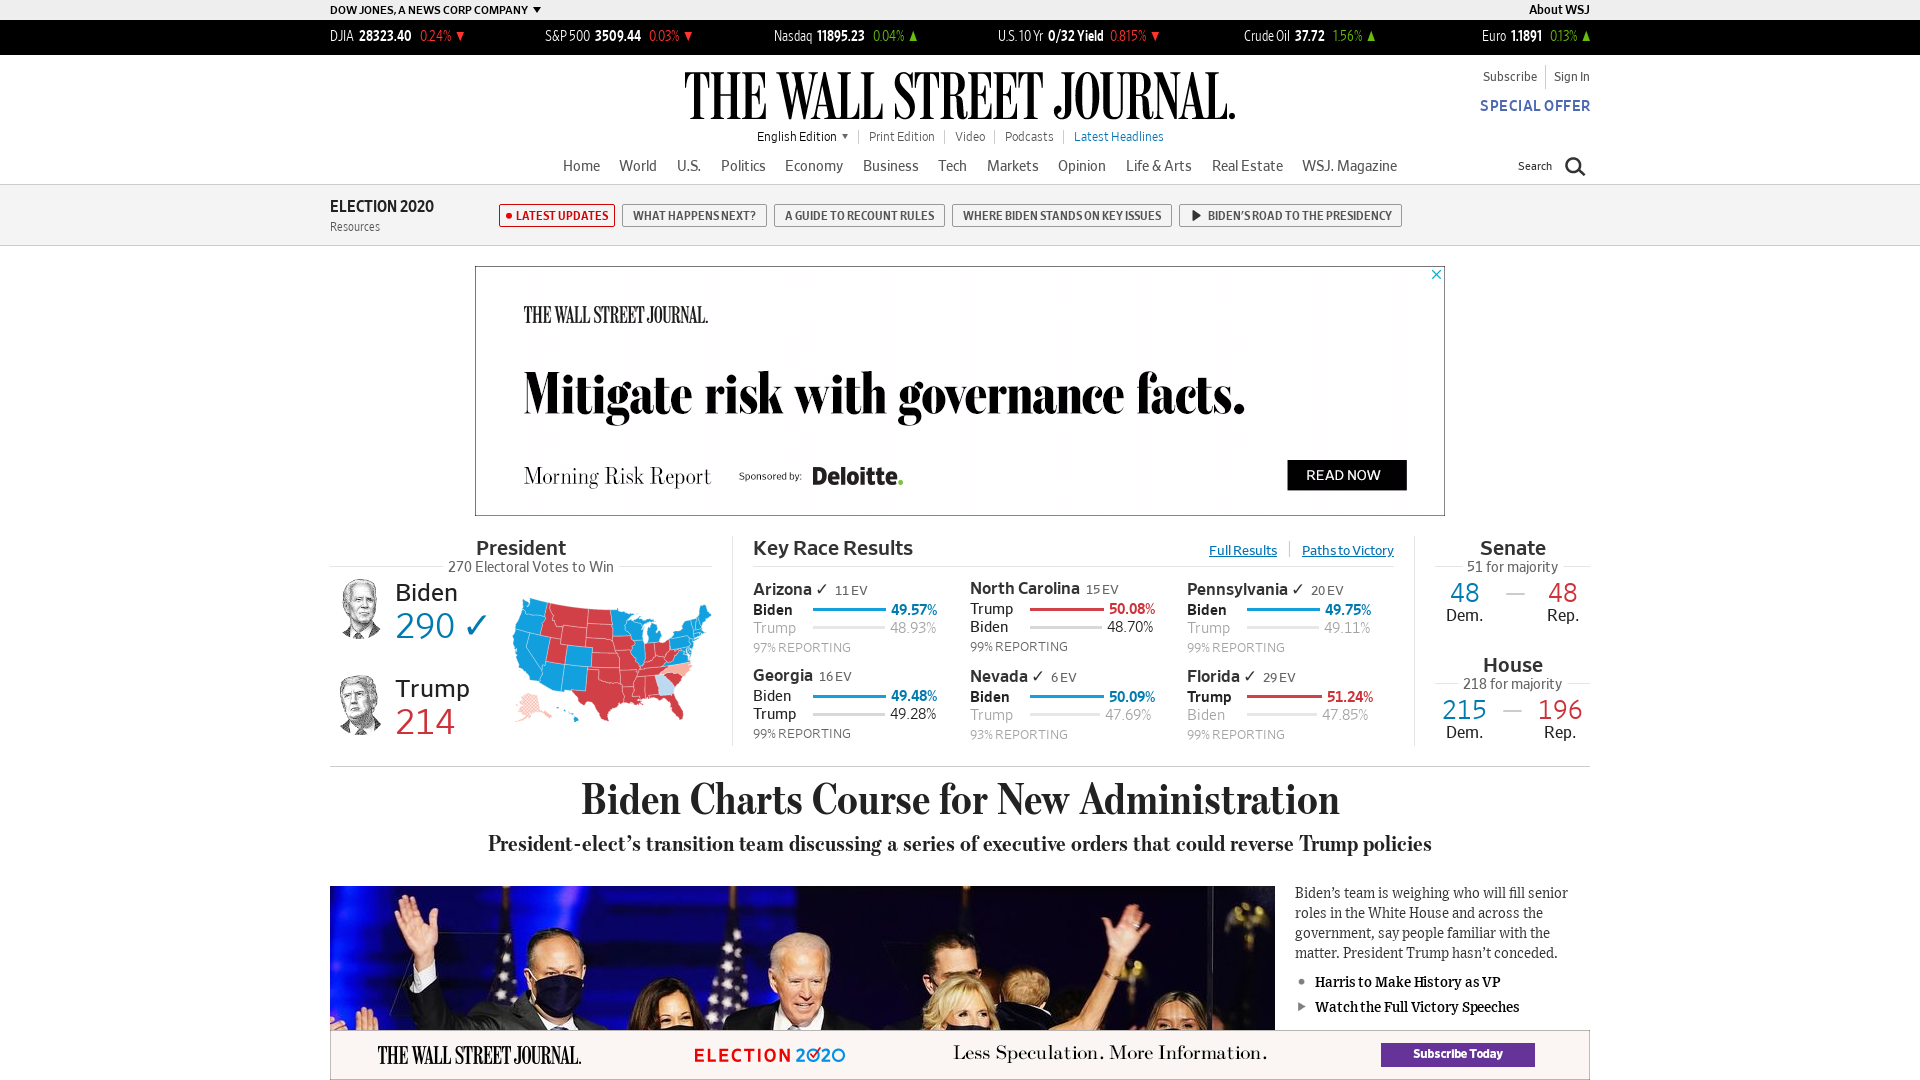 DOW JONES, A NEWS CORP COMPANY
About WSJ
DJIA 28323.40 0.24%
S&P 500 3509.44 0.03%
Nasdaq 11895.23 0.04%
U.S. 10 Yr 0/32 Yield 0.815%
Crude Oil 37.72 1.56%
Euro 1.1891 0.13%
THE WALL STREET JOURNAL.
Subscribe
Sign In
SPECIAL OFFER
English Edition
Print Edition
Video
Podcasts
Latest Headlines
Home World U.S. Politics Economy Business Tech Markets Opinion Life & Arts Real Estate WSJ. Magazine
Search
ELECTION 2020
Resources
LATEST UPDATES
WHAT HAPPENS NEXT?
A GUIDE TO RECOUNT RULES
WHERE BIDEN STANDS ON KEY ISSUES
BIDEN'S ROAD TO THE PRESIDENCY
THE WALL STREET JOURNAL.
Mitigate risk with governance facts.
Morning Risk Report
Sponsored by: Deloitte.
READ NOW
President
270 Electoral Votes to Win
Biden
290 ✓
Trump
214
Key Race Results
Full Results
Paths to Victory
Arizona ✓ 11 EV
Biden 49.57%
Trump 48.93%
97% REPORTING
North Carolina 15 EV
Trump 50.08%
Biden 48.70%
99% REPORTING
Pennsylvania ✓ 20 EV
Biden 49.75%
Trump 49.11%
99% REPORTING
Georgia 16 EV
Biden 49.48%
Trump 49.28%
99% REPORTING
Nevada ✓ 6 EV
Biden 50.09%
Trump 47.69%
93% REPORTING
Florida ✓ 29 EV
Trump 51.24%
Biden 47.85%
99% REPORTING
Senate
51 for majority
48 — 48
Dem. Rep.
House
218 for majority
215 — 196
Dem. Rep.
Biden Charts Course for New Administration
President-elect's transition team discussing a series of executive orders that could reverse Trump policies
Biden's team is weighing who will fill senior
roles in the White House and across the
government, say people familiar with the
matter. President Trump hasn't conceded.
Harris to Make History as VP
Watch the Full Victory Speeches
THE WALL STREET JOURNAL.
ELECTION 2020
Less Speculation. More Information.
Subscribe Today